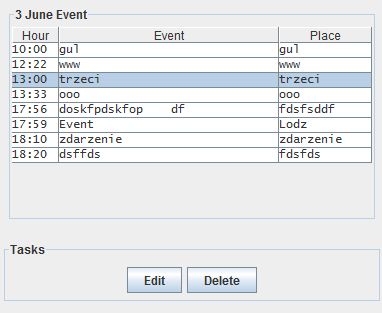 3 June Event
Hour Event Place
10:00 gul gul
12:22 www www
13:00 trzeci trzeci
13:33 ooo ooo
17:56 doskfpdskfop df fdsfsddf
17:59 Event Lodz
18:10 zdarzenie zdarzenie
18:20 dsffds fdsfds
Tasks
Edit Delete